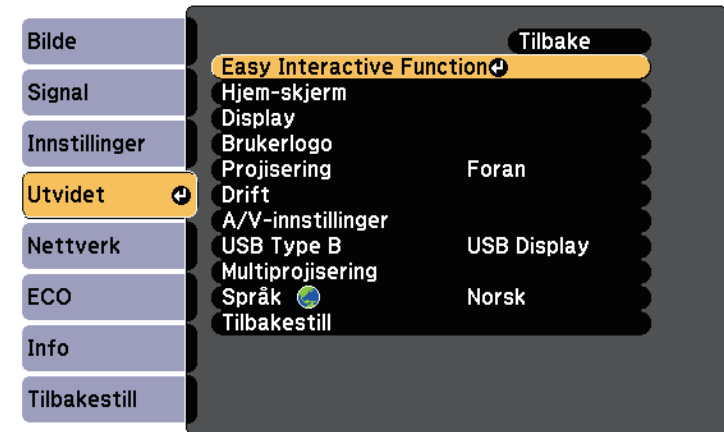 Bilde
Signal
Innstillinger
Utvidet
Nettverk
ECO
Info
Tilbakestill
Tilbake
Easy Interactive Function
Hjem-skjerm
Display
Brukerlogo
Projisering Foran
Drift
A/V-innstillinger
USB Type B USB Display
Multiprojisering
Språk Norsk
Tilbakestill